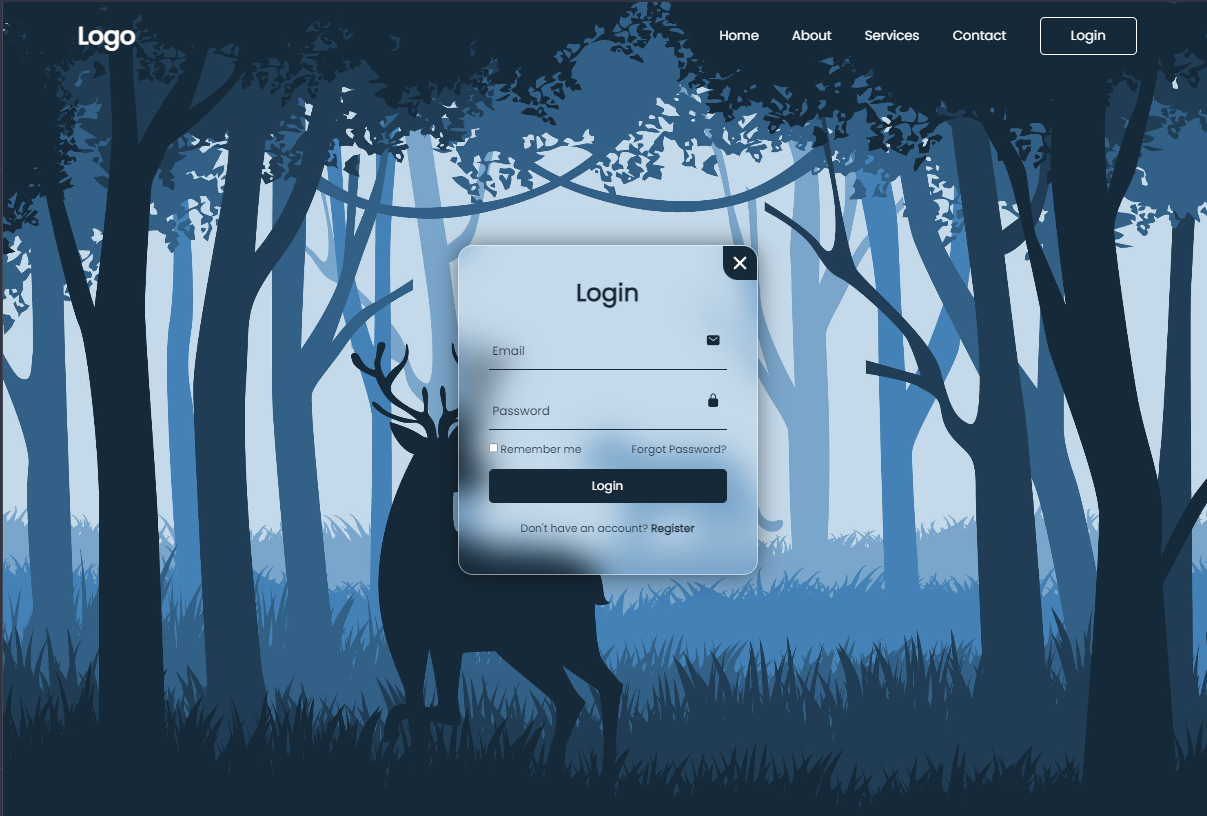 Logo Home About Services Contact Login
Login
Email
Password
Remember me Forgot Password?
Login
Don't have an account? Register